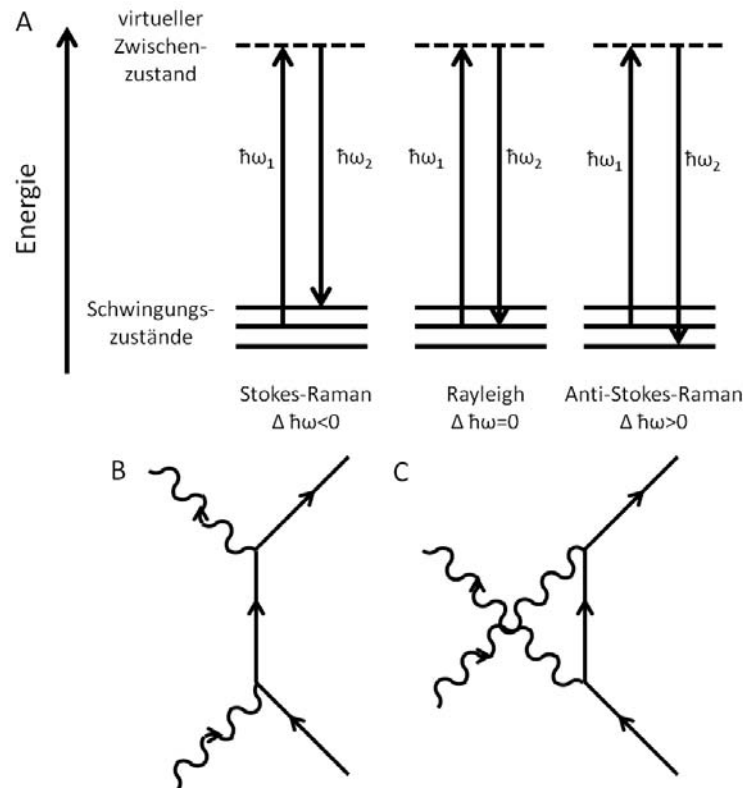 A
virtueller
Zwischen-
zustand
Energie
ħω₁
ħω₂
ħω₁
ħω₂
ħω₁
ħω₂
Schwingungs-
zustände
Stokes-Raman
Δ ħω<0
Rayleigh
Δ ħω=0
Anti-Stokes-Raman
Δ ħω>0
B
C